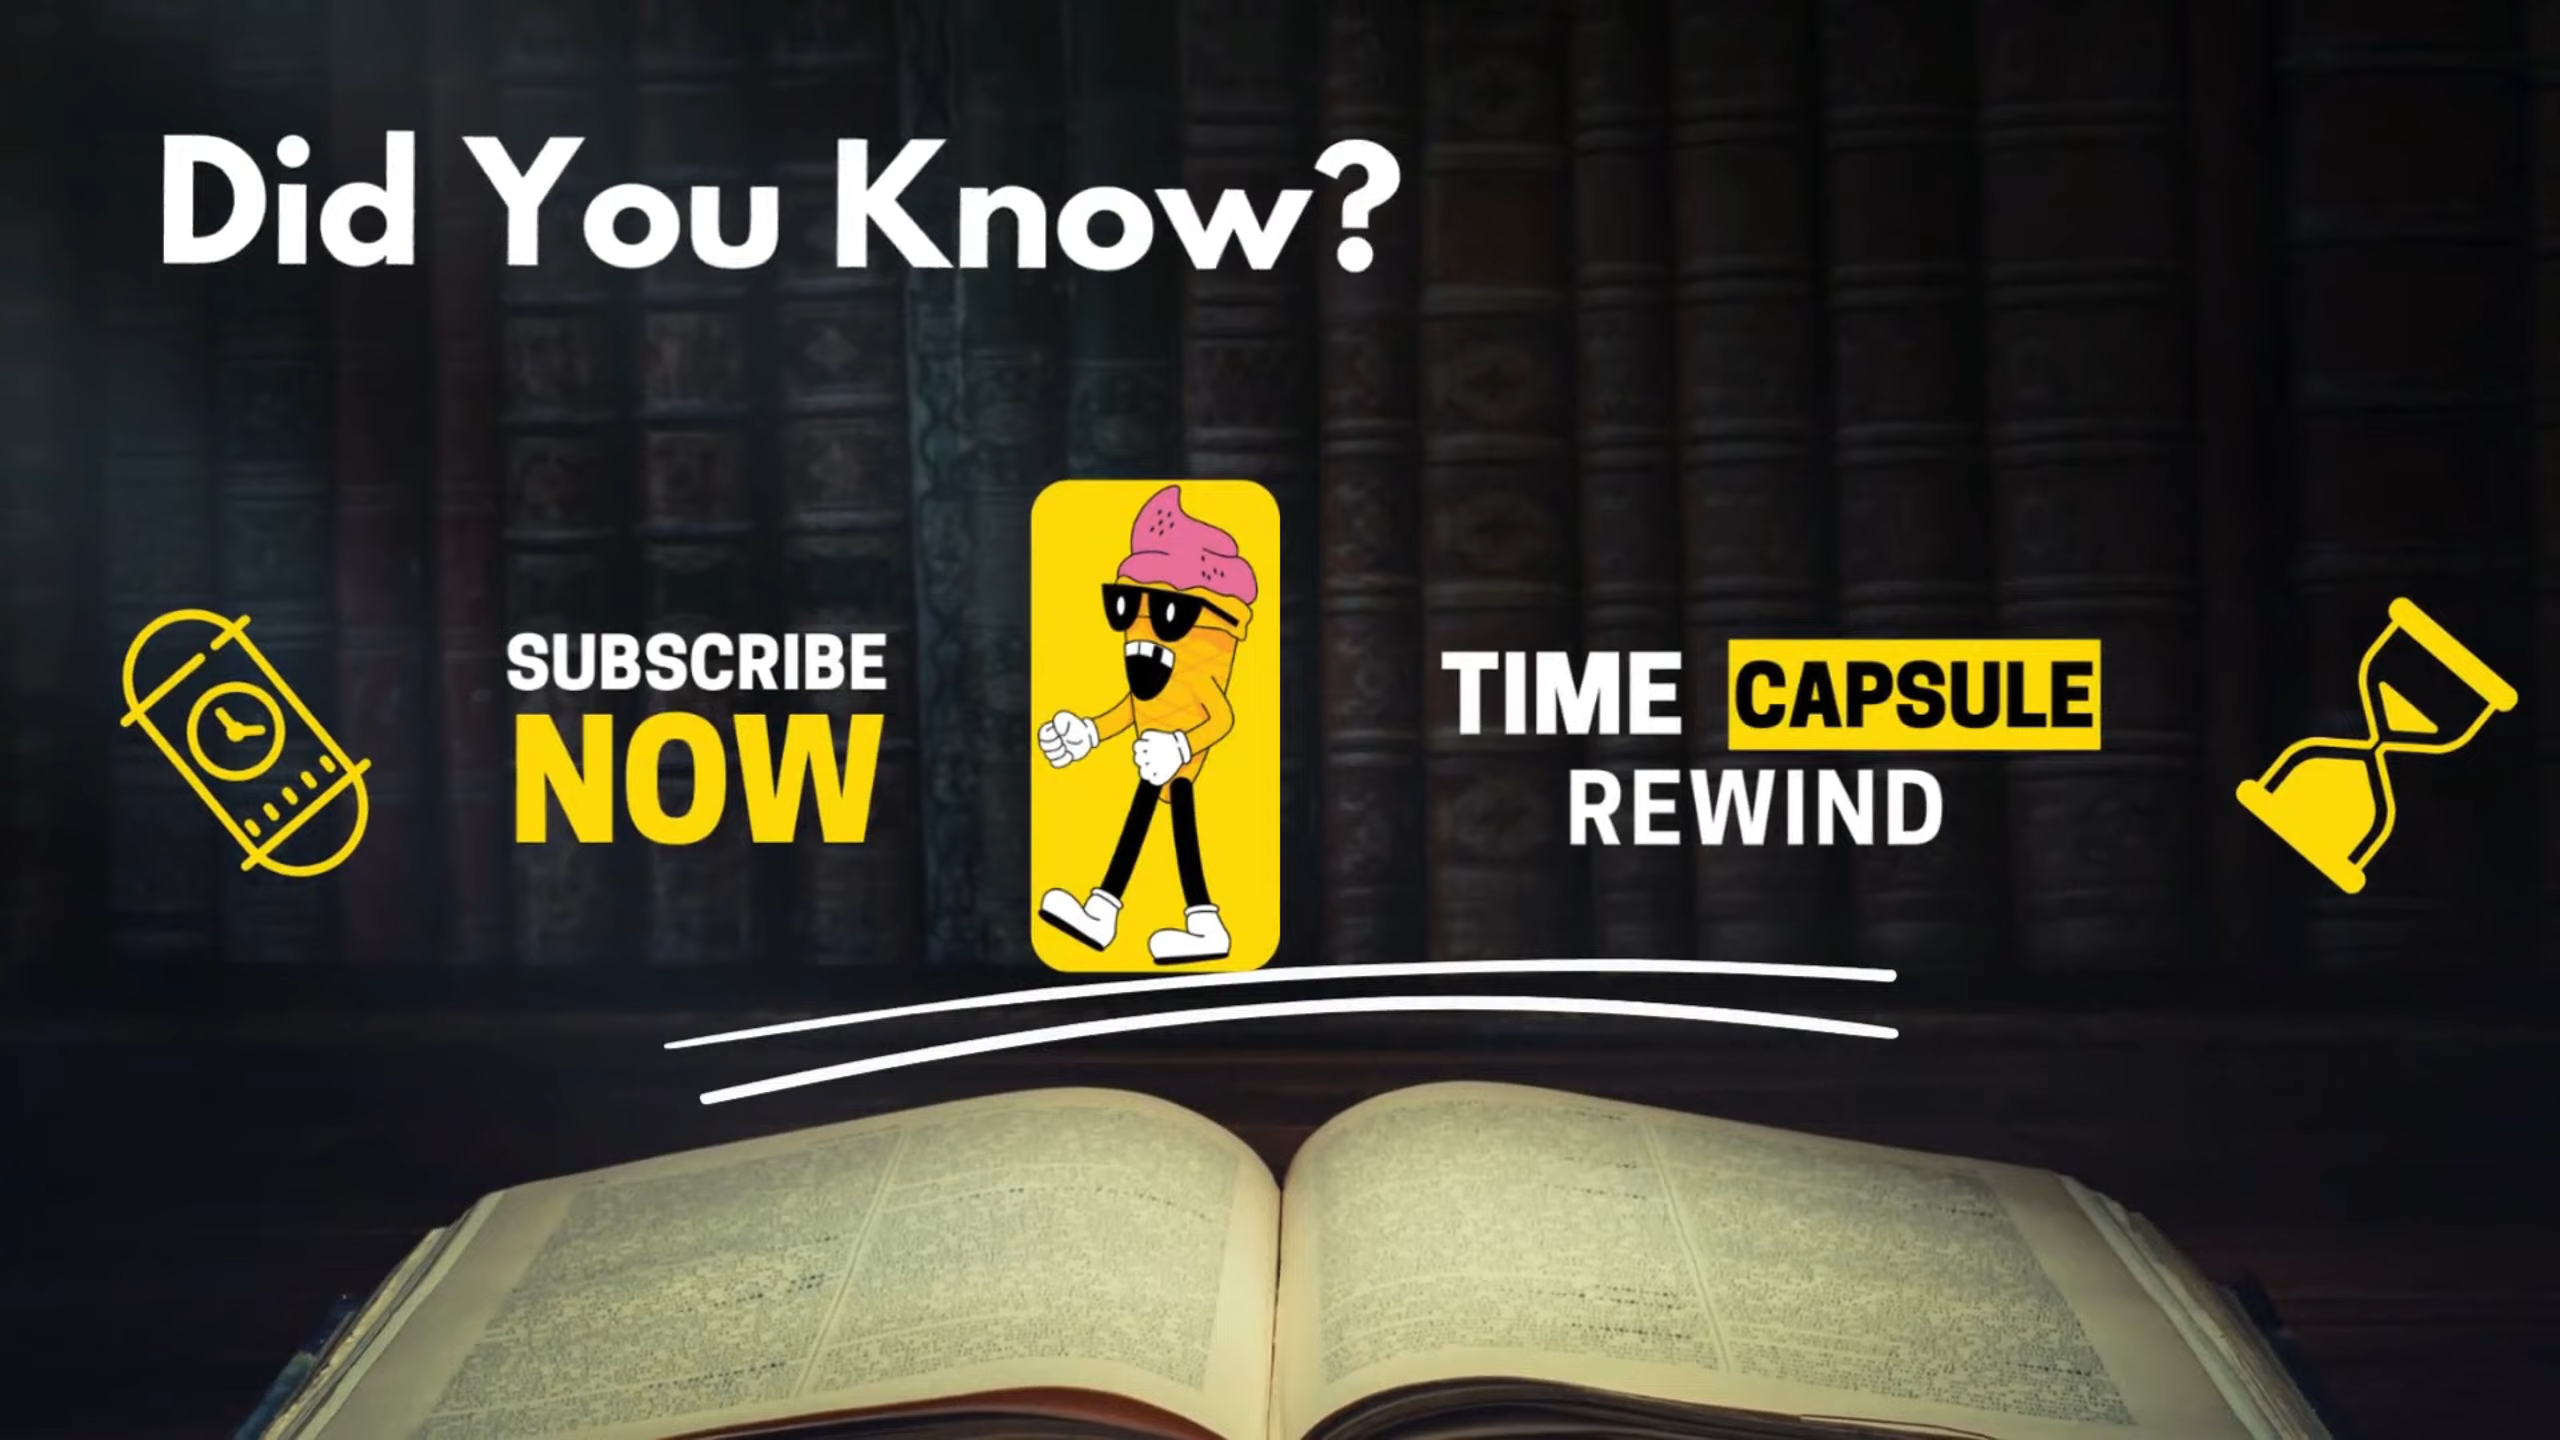 Did You Know?
SUBSCRIBE
NOW
TIME CAPSULE
REWIND